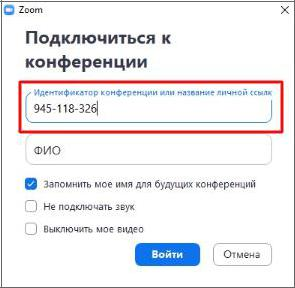 Zoom
Подключиться к
конференции
Идентификатор конференции или название личной ссылк
945-118-326
ФИО
Запомнить мое имя для будущих конференций
Не подключать звук
Выключить мое видео
Войти
Отмена